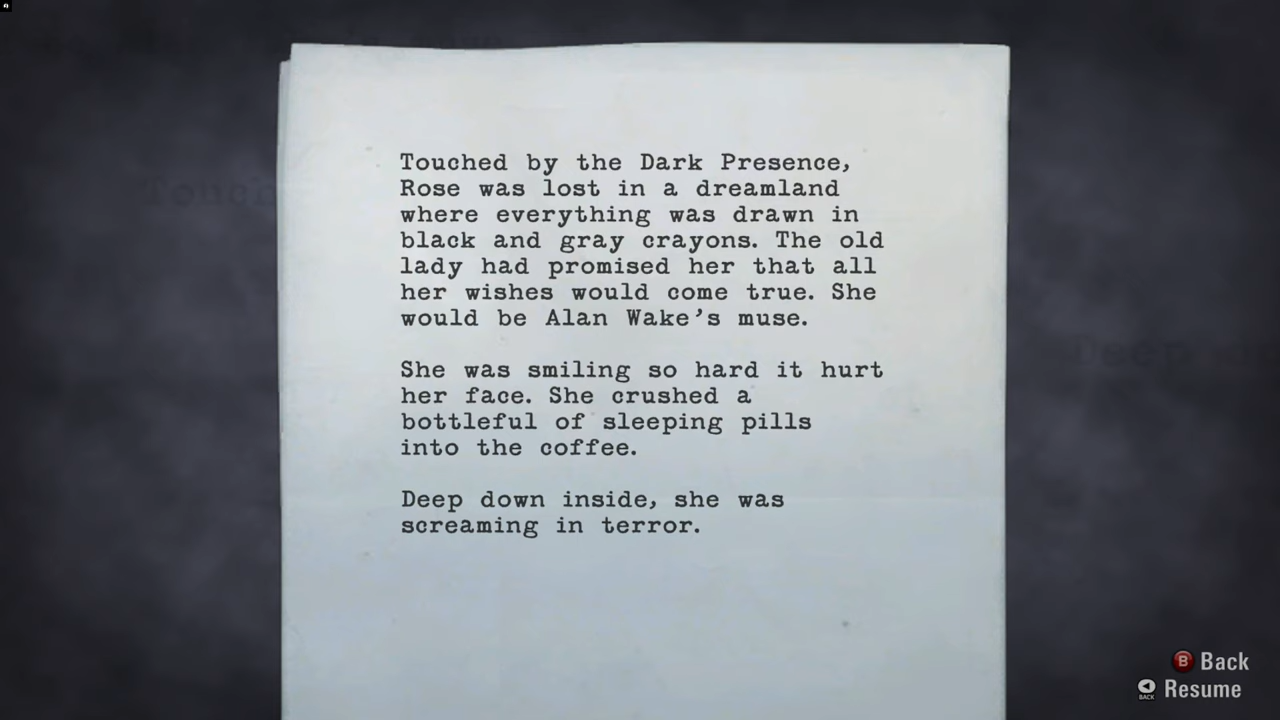 Touched by the Dark Presence,
Rose was lost in a dreamland
where everything was drawn in
black and gray crayons. The old
lady had promised her that all
her wishes would come true. She
would be Alan Wake's muse.
She was smiling so hard it hurt
her face. She crushed a
bottleful of sleeping pills
into the coffee.
Deep down inside, she was
screaming in terror.
B Back
BACK Resume